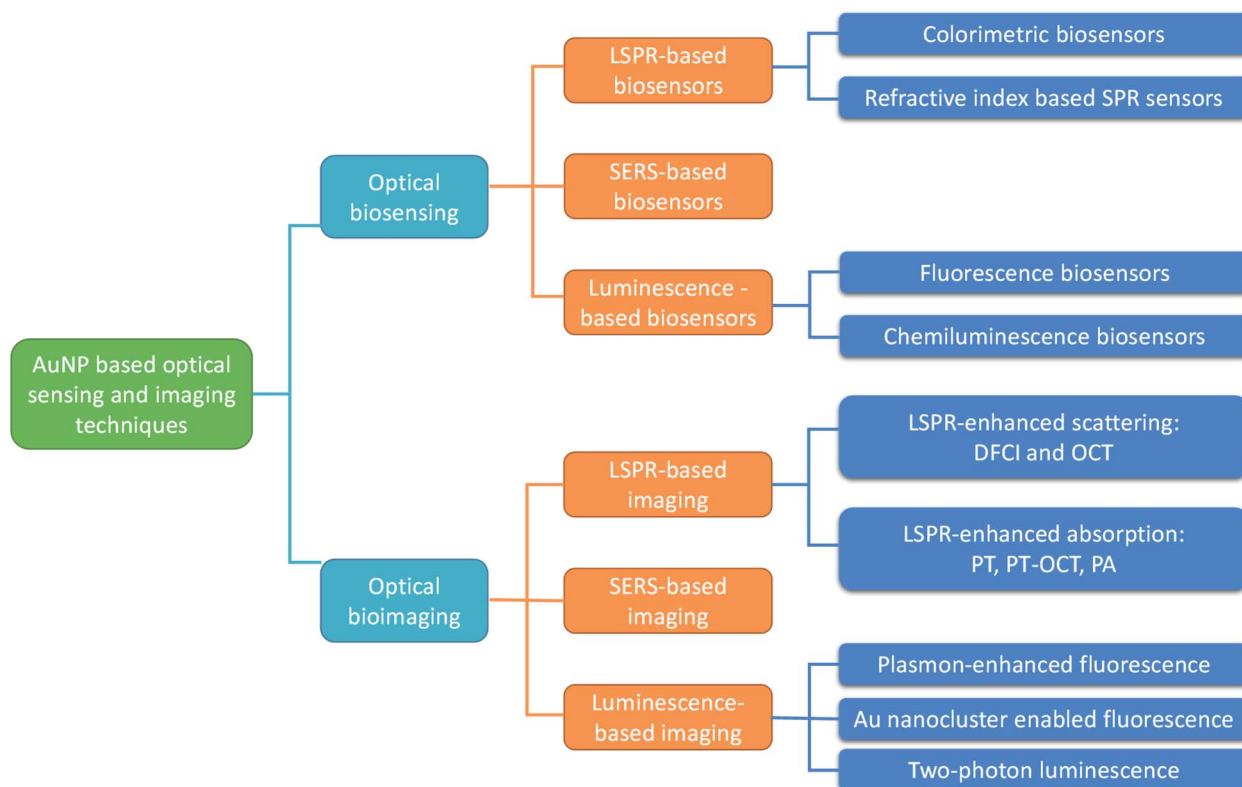 AuNP based optical
sensing and imaging
techniques
Optical
biosensing
LSPR-based
biosensors
Colorimetric biosensors
Refractive index based SPR sensors
SERS-based
biosensors
Luminescence -
based biosensors
Fluorescence biosensors
Chemiluminescence biosensors
Optical
bioimaging
LSPR-based
imaging
LSPR-enhanced scattering:
DFCI and OCT
LSPR-enhanced absorption:
PT, PT-OCT, PA
SERS-based
imaging
Luminescence-
based imaging
Plasmon-enhanced fluorescence
Au nanocluster enabled fluorescence
Two-photon luminescence